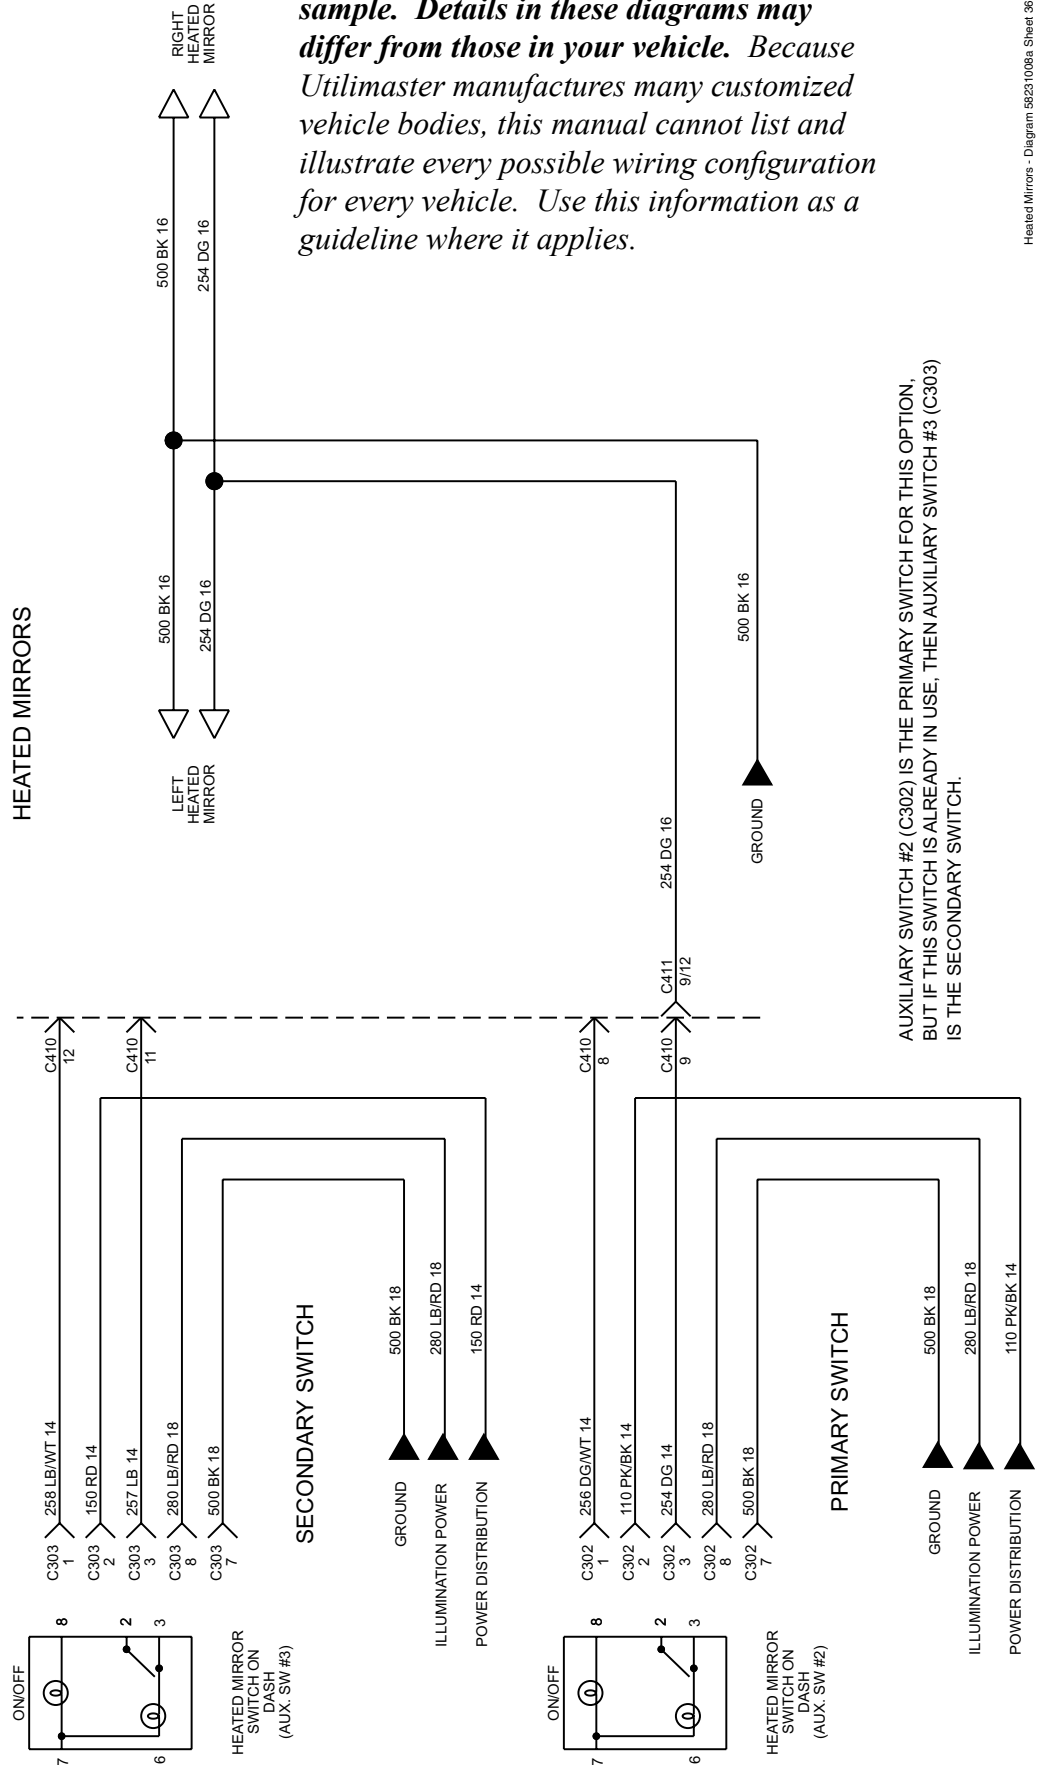 sample.  Details in these diagrams may
differ from those in your vehicle.  Because
Utilimaster manufactures many customized
vehicle bodies, this manual cannot list and
illustrate every possible wiring configuration
for every vehicle.  Use this information as a
guideline where it applies.
Heated Mirrors - Diagram 58231008a Sheet 36
HEATED MIRRORS
RIGHT
HEATED
MIRROR
500 BK 16
254 DG 16
500 BK 16
254 DG 16
LEFT
HEATED
MIRROR
500 BK 16
GROUND
254 DG 16
C411
9/12
C410
12
C410
11
C410
8
C410
9
AUXILIARY SWITCH #2 (C302) IS THE PRIMARY SWITCH FOR THIS OPTION,
BUT IF THIS SWITCH IS ALREADY IN USE, THEN AUXILIARY SWITCH #3 (C303)
IS THE SECONDARY SWITCH.
SECONDARY SWITCH
258 LB/WT 14
150 RD 14
257 LB 14
280 LB/RD 18
500 BK 18
C303
1
C303
2
C303
3
C303
8
C303
7
500 BK 18
280 LB/RD 18
150 RD 14
GROUND
ILLUMINATION POWER
POWER DISTRIBUTION
ON/OFF
8
2
3
7
6
HEATED MIRROR
SWITCH ON
DASH
(AUX. SW #3)
PRIMARY SWITCH
256 DG/WT 14
110 PK/BK 14
254 DG 14
280 LB/RD 18
500 BK 18
C302
1
C302
2
C302
3
C302
8
C302
7
500 BK 18
280 LB/RD 18
110 PK/BK 14
GROUND
ILLUMINATION POWER
POWER DISTRIBUTION
ON/OFF
8
2
3
7
6
HEATED MIRROR
SWITCH ON
DASH
(AUX. SW #2)